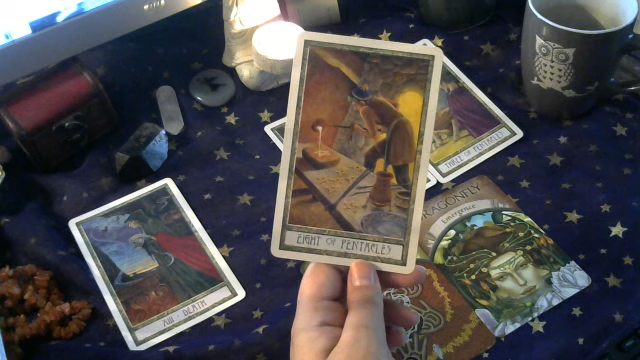 EIGHT OF PENTACLES
THREE OF PENTACLES
XIII · DEATH
DRAGONFLY
Emergence